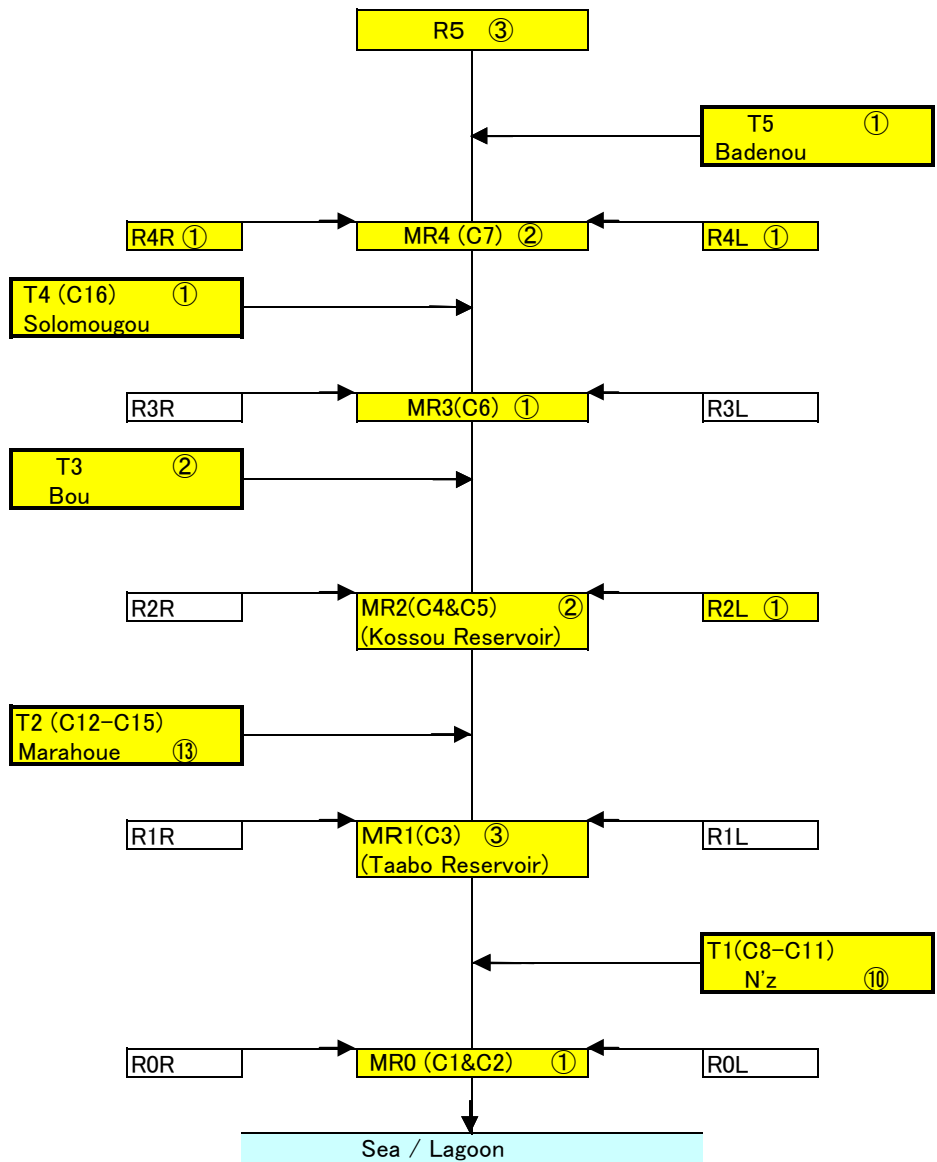 R5 ③
T5 ①
Badenou
R4R ①
MR4 (C7) ②
R4L ①
T4 (C16) ①
Solomougou
R3R
MR3(C6) ①
R3L
T3 ②
Bou
R2R
MR2(C4&C5) ②
(Kossou Reservoir)
R2L ①
T2 (C12-C15)
Marahoue ⑬
R1R
MR1(C3) ③
(Taabo Reservoir)
R1L
T1(C8-C11)
N'z ⑩
R0R
MR0 (C1&C2) ①
R0L
Sea / Lagoon